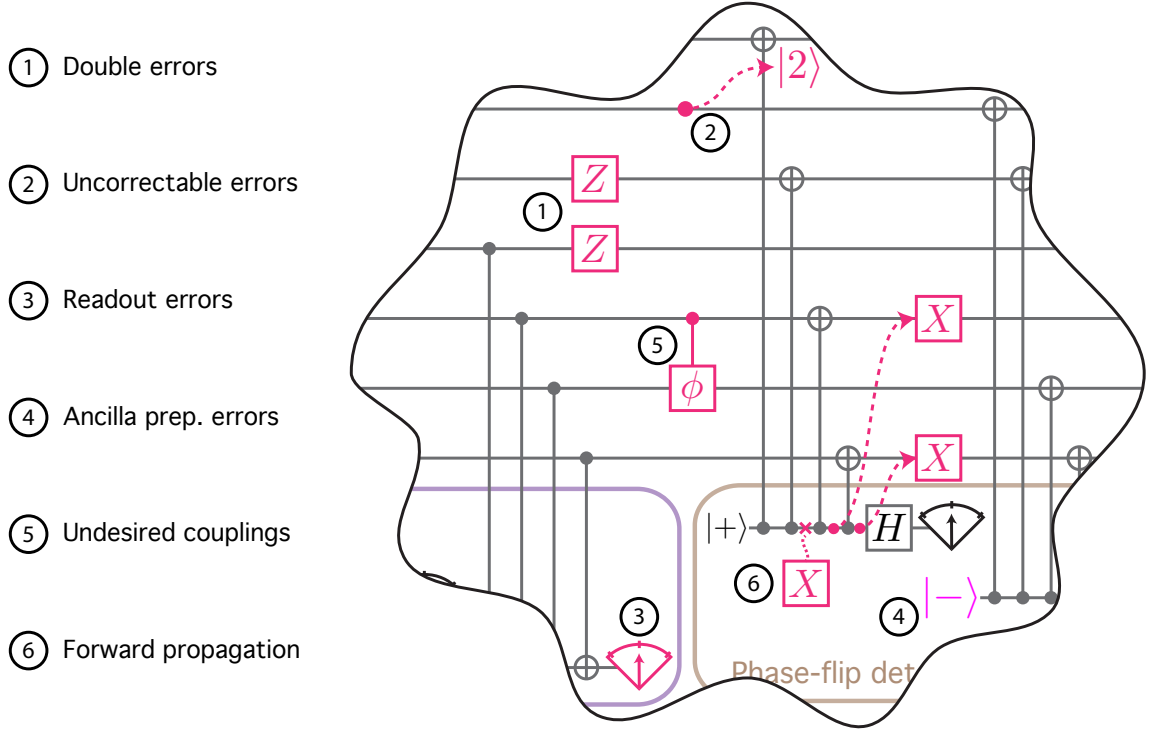 1 Double errors
2 Uncorrectable errors
3 Readout errors
4 Ancilla prep. errors
5 Undesired couplings
6 Forward propagation
|2⟩
2
Z
1
Z
X
5
ϕ
X
|+⟩
H
6
X
4
|−⟩
3
Phase-flip det